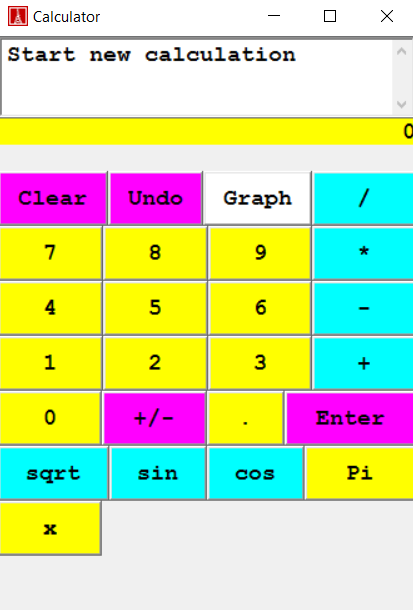 Calculator
Start new calculation
0
Clear Undo Graph /
7 8 9 *
4 5 6 -
1 2 3 +
0 +/- . Enter
sqrt sin cos Pi
x